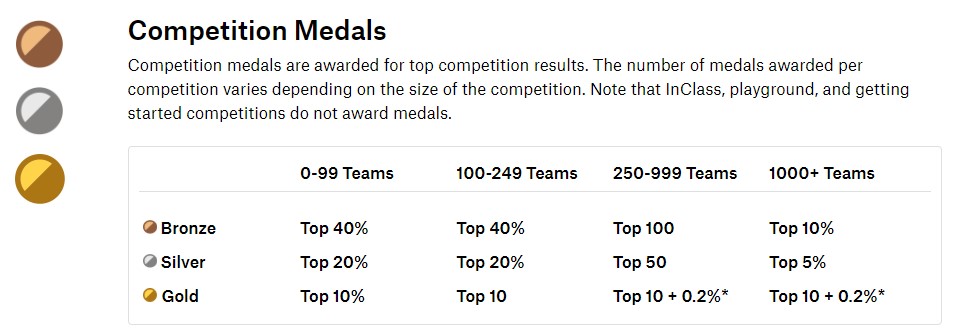 Competition Medals
Competition medals are awarded for top competition results. The number of medals awarded per
competition varies depending on the size of the competition. Note that InClass, playground, and getting
started competitions do not award medals.
0-99 Teams 100-249 Teams 250-999 Teams 1000+ Teams
Bronze Top 40% Top 40% Top 100 Top 10%
Silver Top 20% Top 20% Top 50 Top 5%
Gold Top 10% Top 10 Top 10 + 0.2%* Top 10 + 0.2%*